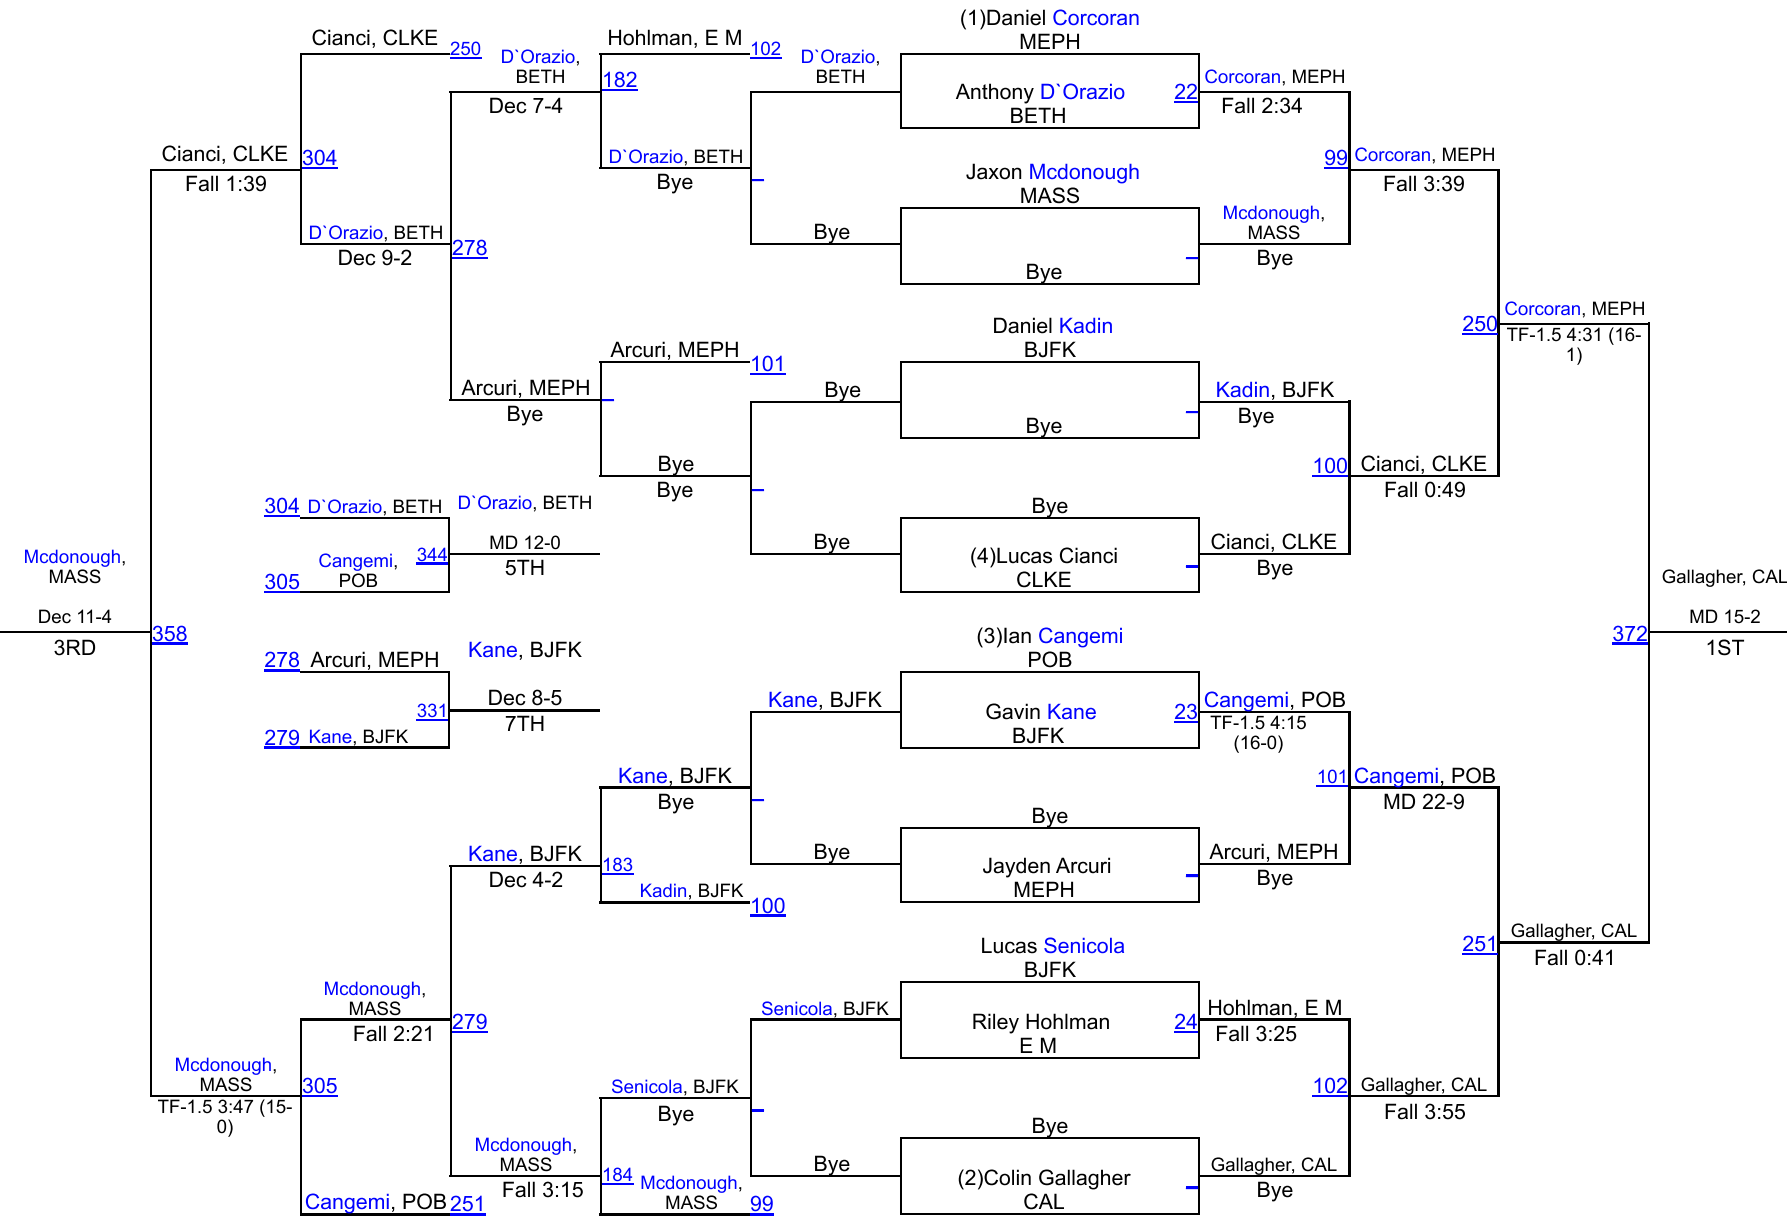 (1)Daniel Corcoran
MEPH
Cianci, CLKE
250
D`Orazio,
BETH
Hohlman, E M
102
D`Orazio,
BETH
182
Dec 7-4
Anthony D`Orazio
BETH
22
Corcoran, MEPH
Fall 2:34
Cianci, CLKE
304
Fall 1:39
D`Orazio, BETH
Bye
Jaxon Mcdonough
MASS
99
Corcoran, MEPH
Fall 3:39
D`Orazio, BETH
278
Dec 9-2
Bye
Bye
Mcdonough,
MASS
Bye
Daniel Kadin
BJFK
250
Corcoran, MEPH
TF-1.5 4:31 (16-
1)
Arcuri, MEPH
101
Arcuri, MEPH
Bye
Bye
Bye
Kadin, BJFK
Bye
Bye
Bye
100
Cianci, CLKE
Fall 0:49
304
D`Orazio, BETH
D`Orazio, BETH
Bye
MD 12-0
5TH
344
Cangemi,
POB
305
Bye
(4)Lucas Cianci
CLKE
Cianci, CLKE
Bye
Mcdonough,
MASS
Dec 11-4
3RD
358
Gallagher, CAL
MD 15-2
1ST
372
278
Arcuri, MEPH
Kane, BJFK
(3)Ian Cangemi
POB
Dec 8-5
7TH
331
279
Kane, BJFK
Kane, BJFK
Gavin Kane
BJFK
23
Cangemi, POB
TF-1.5 4:15
(16-0)
Kane, BJFK
Bye
101
Cangemi, POB
MD 22-9
Bye
Kane, BJFK
Dec 4-2
183
Bye
Jayden Arcuri
MEPH
Arcuri, MEPH
Bye
Kadin, BJFK
100
Lucas Senicola
BJFK
251
Gallagher, CAL
Fall 0:41
Mcdonough,
MASS
Fall 2:21
279
Senicola, BJFK
Riley Hohlman
E M
24
Hohlman, E M
Fall 3:25
Mcdonough,
MASS
TF-1.5 3:47 (15-
0)
305
Senicola, BJFK
Bye
102
Gallagher, CAL
Fall 3:55
Bye
Mcdonough,
MASS
Fall 3:15
184
Mcdonough,
MASS
99
Bye
(2)Colin Gallagher
CAL
Gallagher, CAL
Bye
Cangemi, POB
251